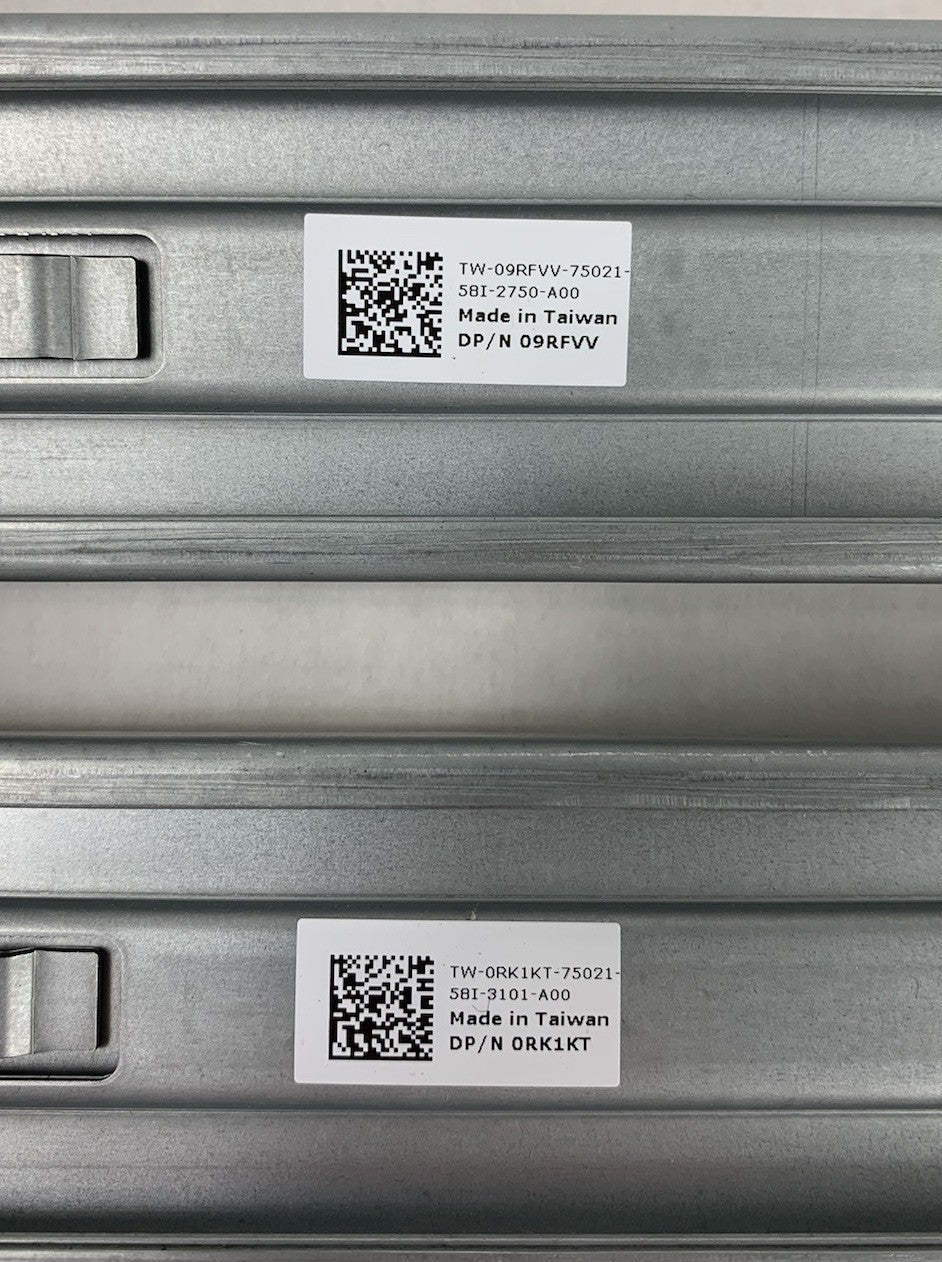 TW-09RFVV-75021-
58I-2750-A00
Made in Taiwan
DP/N 09RFVV
TW-0RK1KT-75021-
58I-3101-A00
Made in Taiwan
DP/N 0RK1KT